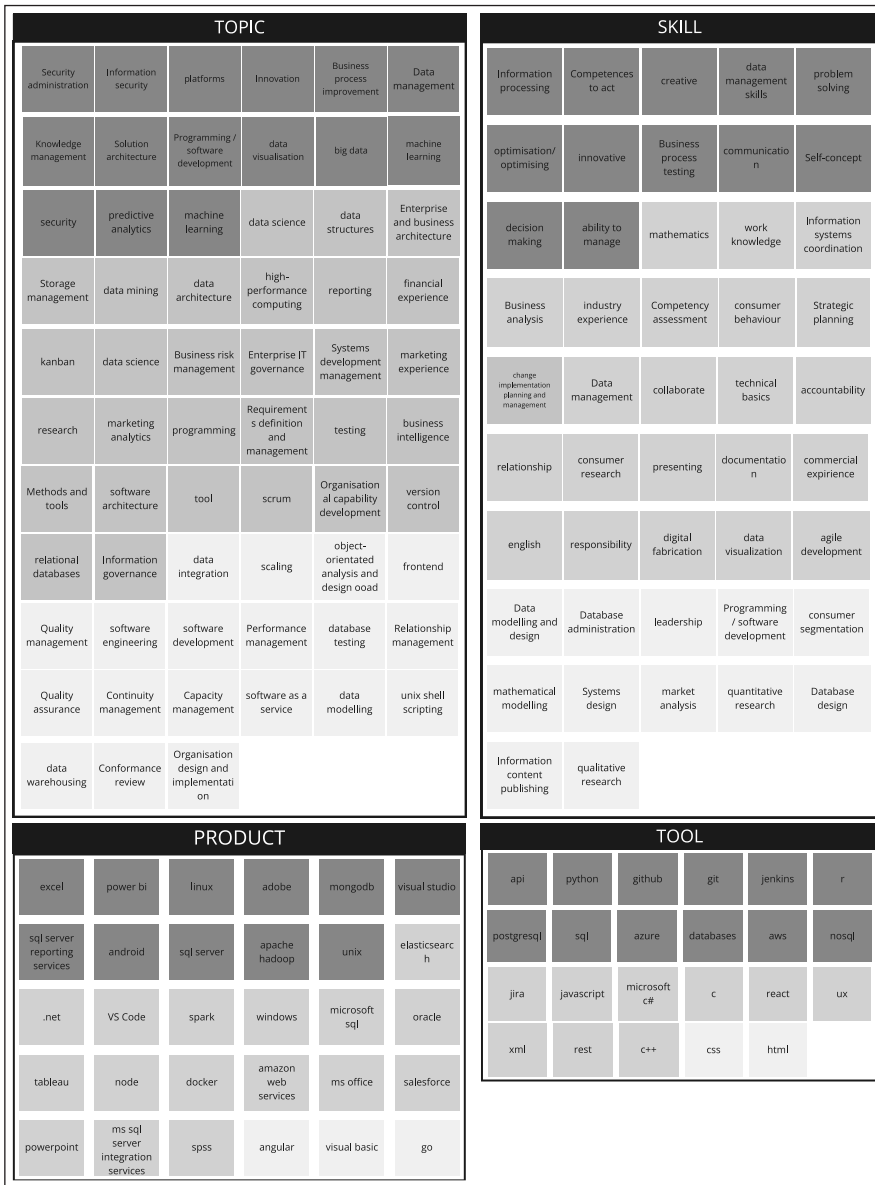 TOPIC
Security
administration
Information
security
platforms
Innovation
Business
process
improvement
Data
management
Knowledge
management
Solution
architecture
Programming /
software
development
data
visualisation
big data
machine
learning
security
predictive
analytics
machine
learning
data science
data
structures
Enterprise
and business
architecture
Storage
management
data mining
data
architecture
high-
performance
computing
reporting
financial
experience
kanban
data science
Business risk
management
Enterprise IT
governance
Systems
development
management
marketing
experience
research
marketing
analytics
programming
Requirement
s definition
and
management
testing
business
intelligence
Methods and
tools
software
architecture
tool
scrum
Organisation
al capability
development
version
control
relational
databases
Information
governance
data
integration
scaling
object-
orientated
analysis and
design ooad
frontend
Quality
management
software
engineering
software
development
Performance
management
database
testing
Relationship
management
Quality
assurance
Continuity
management
Capacity
management
software as a
service
data
modelling
unix shell
scripting
data
warehousing
Conformance
review
Organisation
design and
implementati
on
SKILL
Information
processing
Competences
to act
creative
data
management
skills
problem
solving
optimisation/
optimising
innovative
Business
process
testing
communicatio
n
Self-concept
decision
making
ability to
manage
mathematics
work
knowledge
Information
systems
coordination
Business
analysis
industry
experience
Competency
assessment
consumer
behaviour
Strategic
planning
change
implementation
planning and
management
Data
management
collaborate
technical
basics
accountability
relationship
consumer
research
presenting
documentatio
n
commercial
expirience
english
responsibility
digital
fabrication
data
visualization
agile
development
Data
modelling and
design
Database
administration
leadership
Programming
/ software
development
consumer
segmentation
mathematical
modelling
Systems
design
market
analysis
quantitative
research
Database
design
Information
content
publishing
qualitative
research
PRODUCT
excel
power bi
linux
adobe
mongodb
visual studio
sql server
reporting
services
android
sql server
apache
hadoop
unix
elasticsearc
h
.net
VS Code
spark
windows
microsoft
sql
oracle
tableau
node
docker
amazon
web
services
ms office
salesforce
powerpoint
ms sql
server
integration
services
spss
angular
visual basic
go
TOOL
api
python
github
git
jenkins
r
postgresql
sql
azure
databases
aws
nosql
jira
javascript
microsoft
c#
c
react
ux
xml
rest
c++
css
html